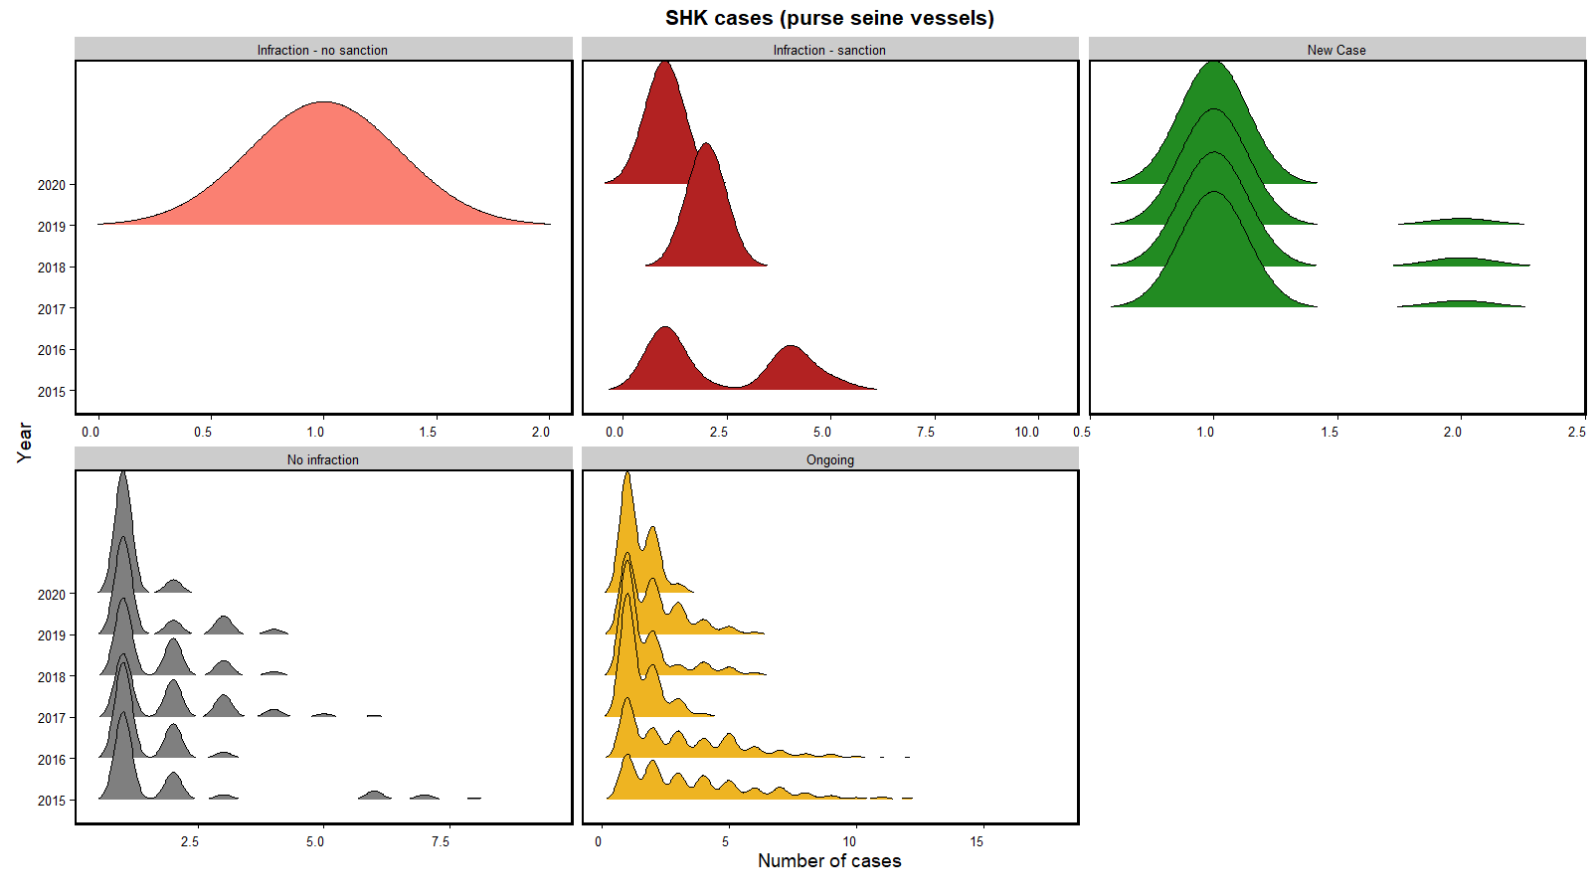 SHK cases (purse seine vessels)
Infraction - no sanction
Infraction - sanction
New Case
2020
2019
2018
2017
2016
2015
0.0 0.5 1.0 1.5 2.0
0.0 2.5 5.0 7.5 10.0
0.5 1.0 1.5 2.0 2.5
Year
No infraction
Ongoing
2020
2019
2018
2017
2016
2015
2.5 5.0 7.5
0 5 10 15
Number of cases